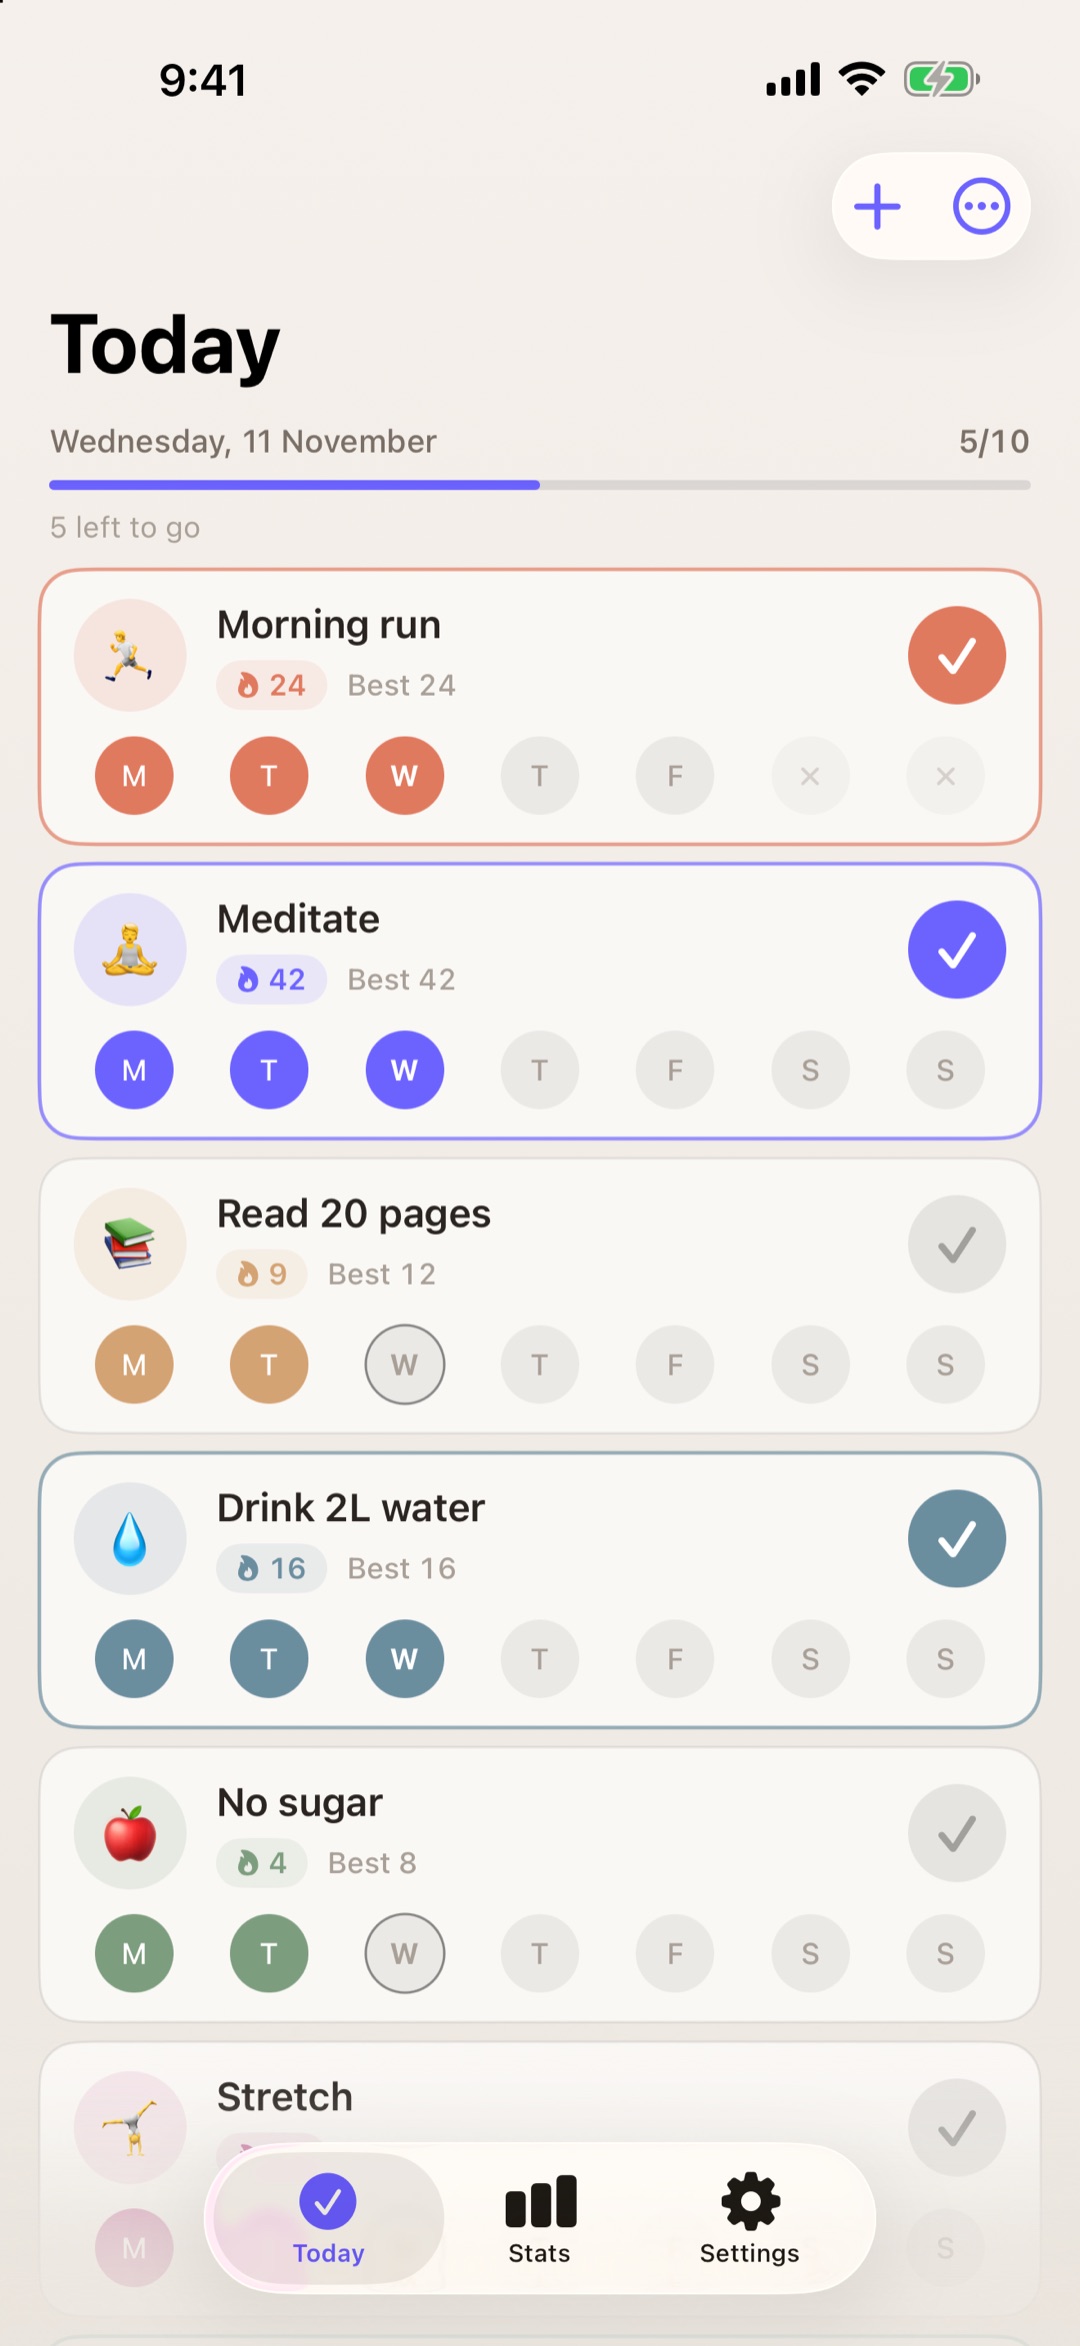 9:41
Today
Wednesday, 11 November 5/10
5 left to go
Morning run
24 Best 24
M T W T F
Meditate
42 Best 42
M T W T F S S
Read 20 pages
9 Best 12
M T W T F S S
Drink 2L water
16 Best 16
M T W T F S S
No sugar
4 Best 8
M T W T F S S
Stretch
M S
Today Stats Settings